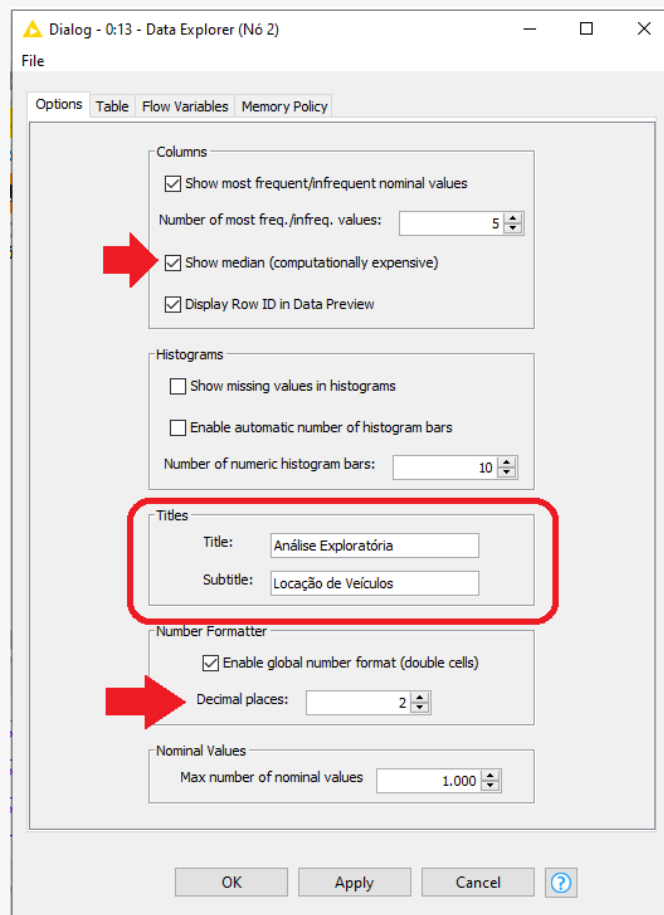 Dialog - 0:13 - Data Explorer (Nó 2)
File
Options Table Flow Variables Memory Policy
Columns
Show most frequent/infrequent nominal values
Number of most freq./infreq. values: 5
Show median (computationally expensive)
Display Row ID in Data Preview
Histograms
Show missing values in histograms
Enable automatic number of histogram bars
Number of numeric histogram bars: 10
Titles
Title: Análise Exploratória
Subtitle: Locação de Veículos
Number Formatter
Enable global number format (double cells)
Decimal places: 2
Nominal Values
Max number of nominal values 1.000
OK Apply Cancel ?